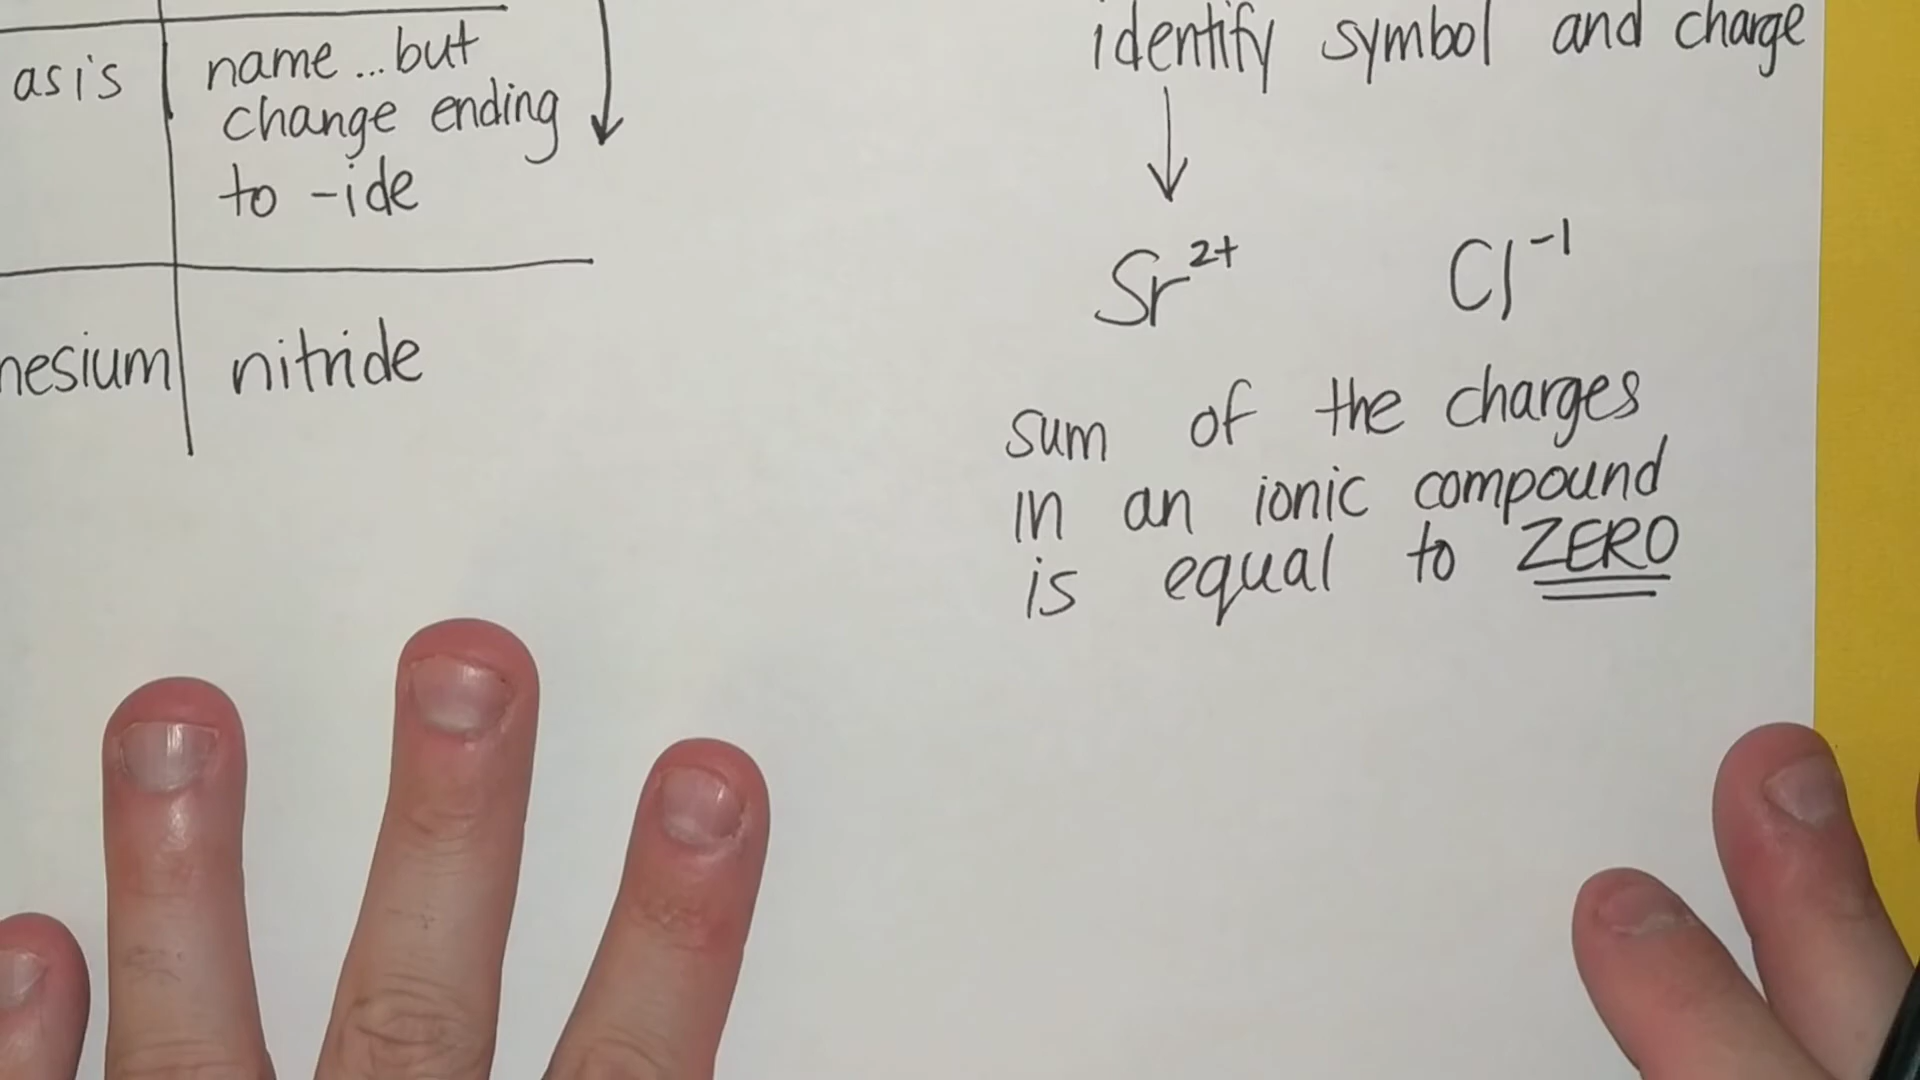 as is
name...but
change ending
to -ide
nesium
nitride
identify symbol and charge
Sr²⁺
Cl⁻¹
sum of the charges
in an ionic compound
is equal to ZERO